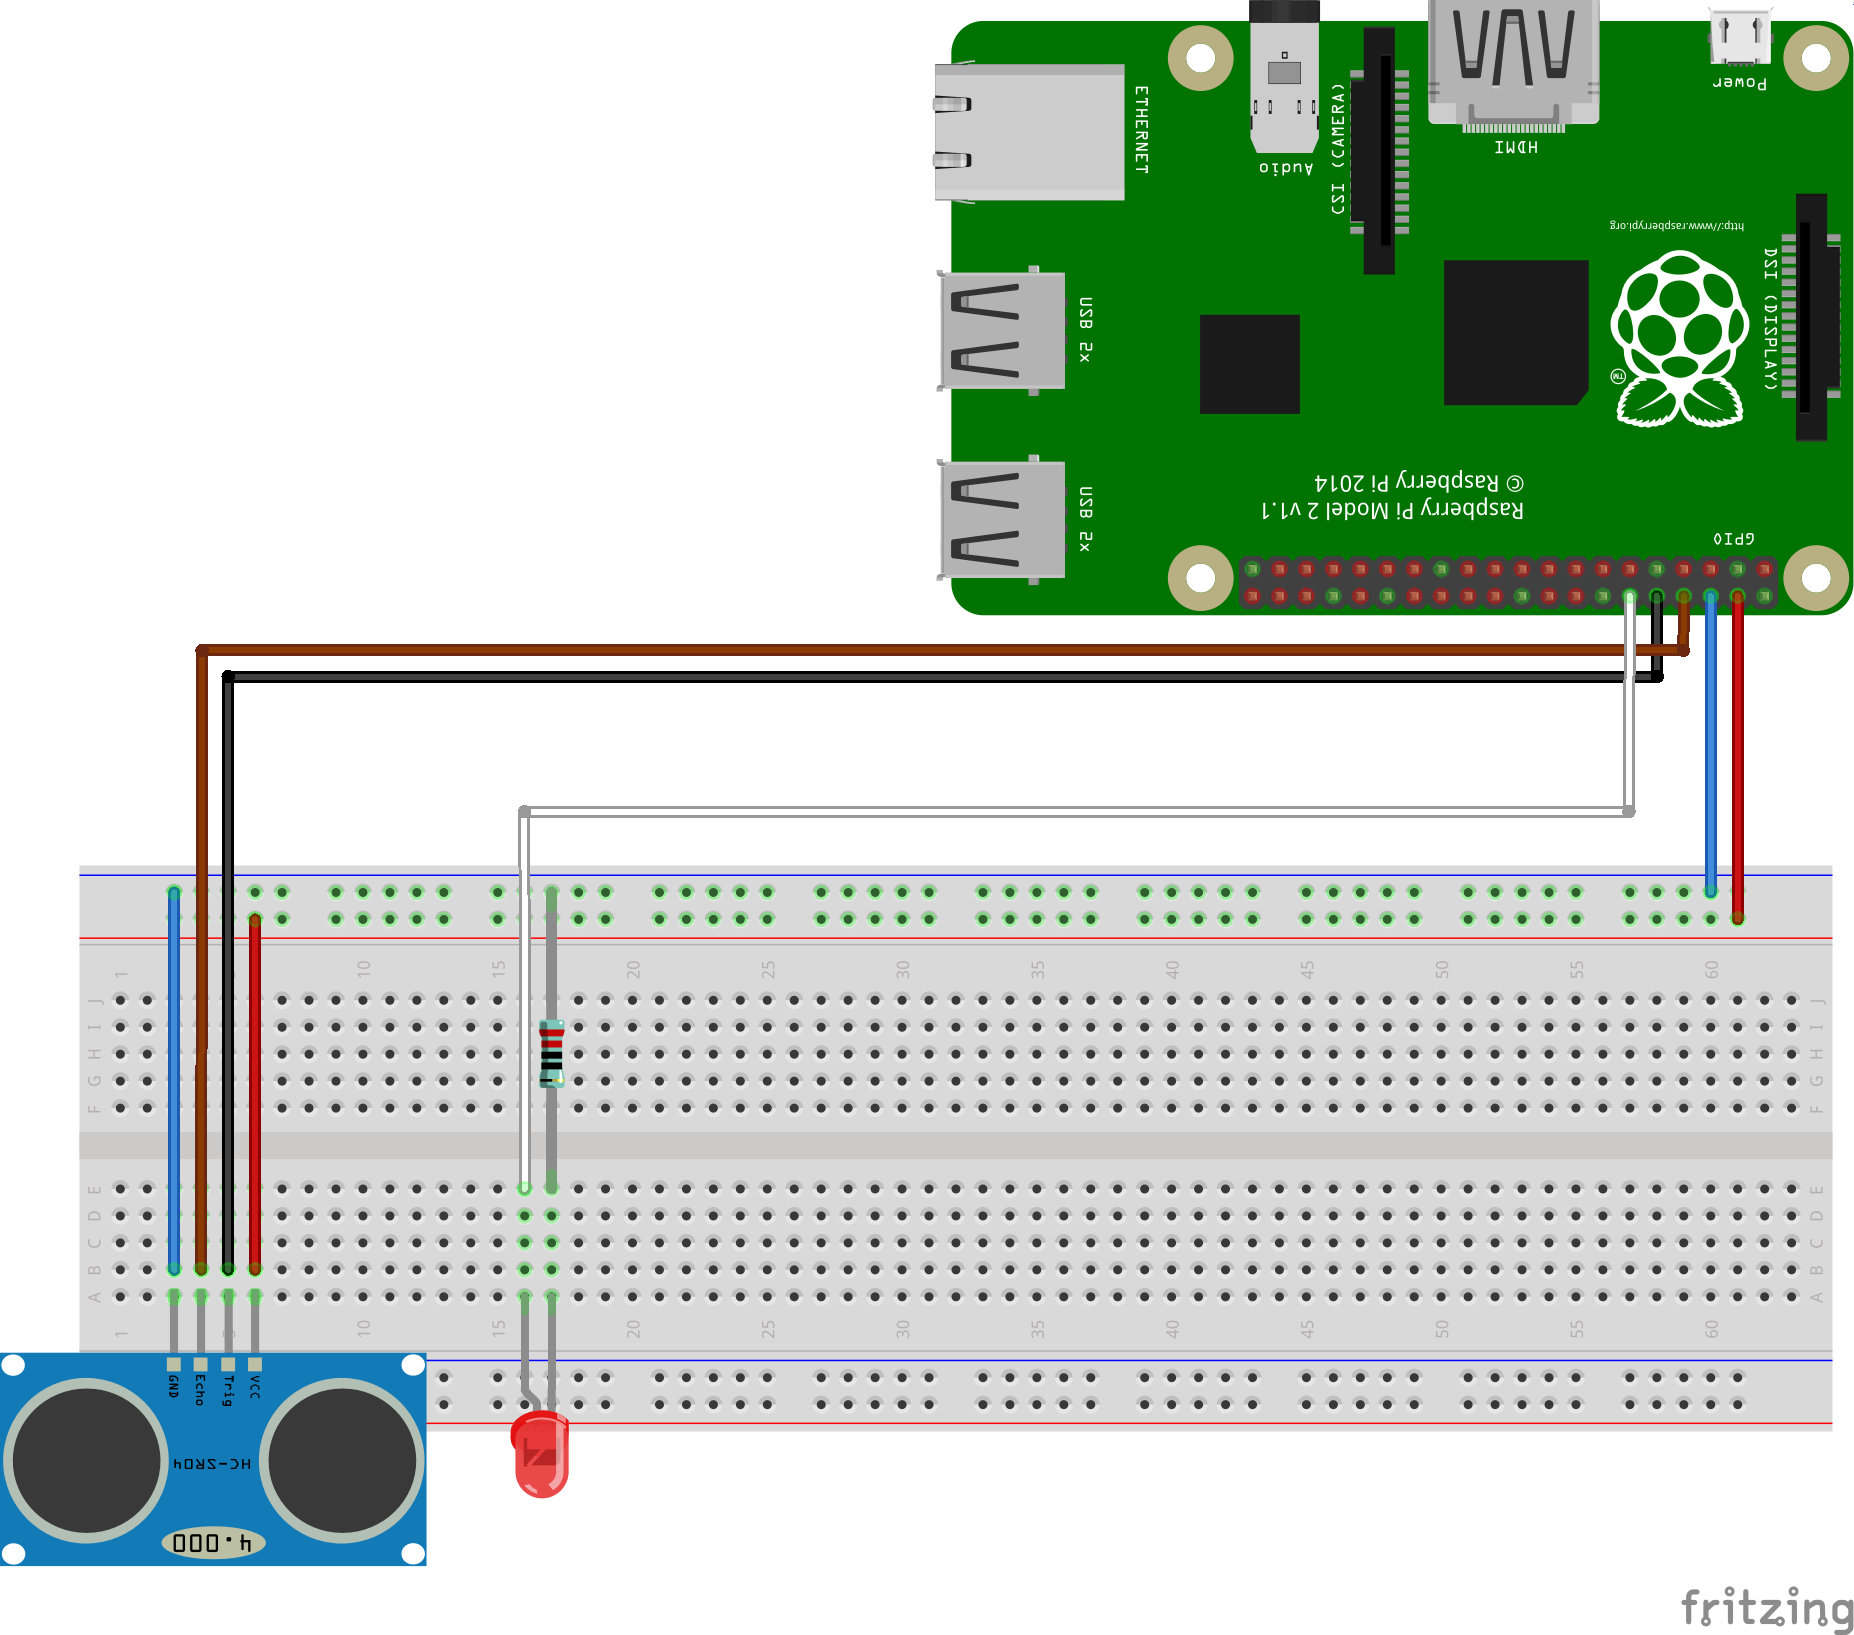 Power
ETHERNET
Audio
CSI (CAMERA)
HDMI
http://www.raspberrypi.org
DSI (DISPLAY)
TM
USB 2x
USB 2x
Raspberry Pi Model 2 v1.1
© Raspberry Pi 2014
GPIO
1 10 15 20 25 30 35 40 45 50 55 60
J J
I I
H H
G G
F F
E E
D D
C C
B B
A A
1 10 15 20 25 30 35 40 45 50 55 60
GND Echo Trig VCC
HC-SR04
4.000
fritzing